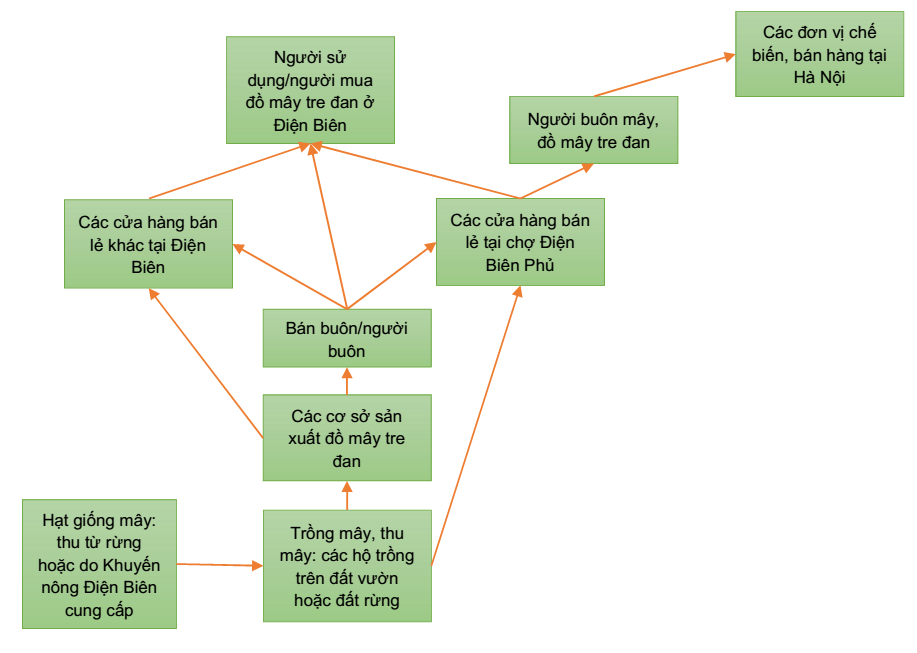 Các đơn vị chế
biến, bán hàng tại
Hà Nội
Người sử
dụng/người mua
đồ mây tre đan ở
Điện Biên
Người buôn mây,
đồ mây tre đan
Các cửa hàng bán
lẻ khác tại Điện
Biên
Các cửa hàng bán
lẻ tại chợ Điện
Biên Phủ
Bán buôn/người
buôn
Các cơ sở sản
xuất đồ mây tre
đan
Hạt giống mây:
thu từ rừng
hoặc do Khuyến
nông Điện Biên
cung cấp
Trồng mây, thu
mây: các hộ trồng
trên đất vườn
hoặc đất rừng